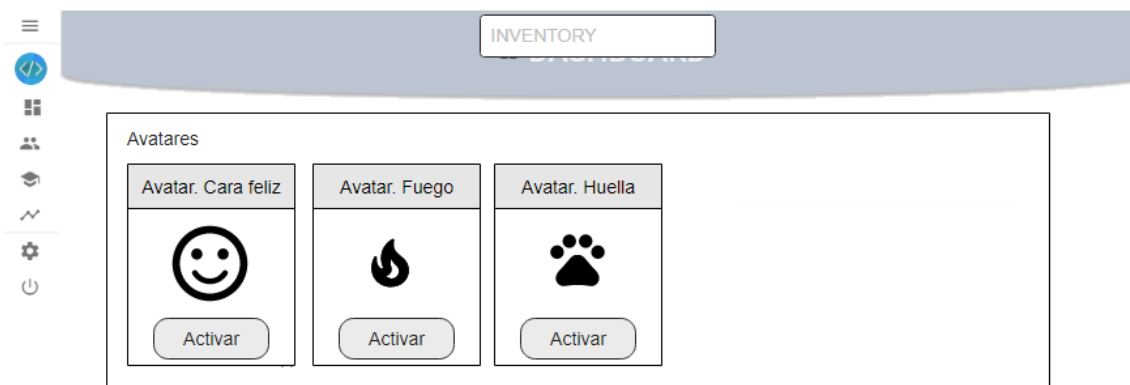 INVENTORY
Avatares
Avatar. Cara feliz
Avatar. Fuego
Avatar. Huella
Activar
Activar
Activar